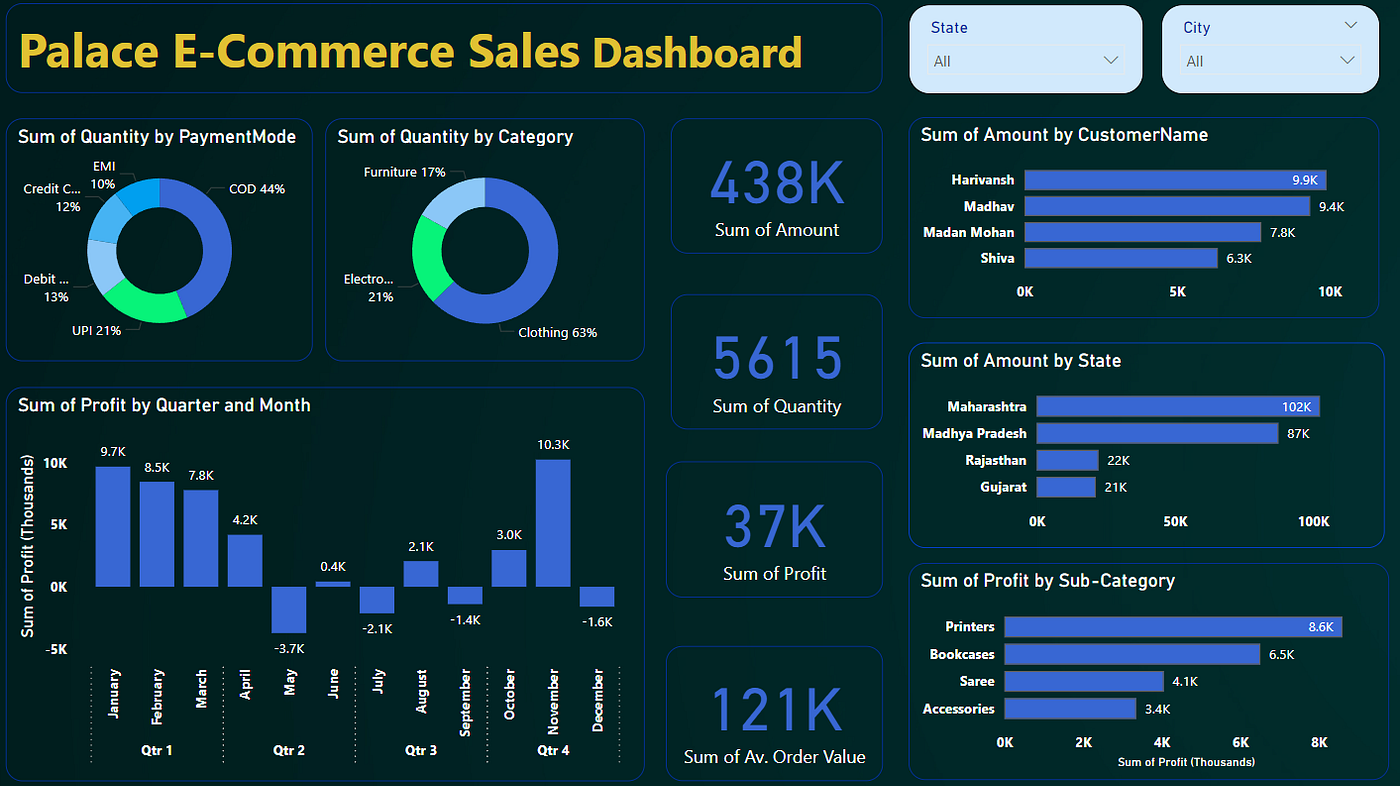 Palace E-Commerce Sales Dashboard
State
All
City
All
Sum of Quantity by PaymentMode
EMI
10%
Credit C...
12%
COD 44%
Debit ...
13%
UPI 21%
Sum of Quantity by Category
Furniture 17%
Electro...
21%
Clothing 63%
438K
Sum of Amount
5615
Sum of Quantity
37K
Sum of Profit
121K
Sum of Av. Order Value
Sum of Amount by CustomerName
Harivansh 9.9K
Madhav 9.4K
Madan Mohan 7.8K
Shiva 6.3K
0K 5K 10K
Sum of Amount by State
Maharashtra 102K
Madhya Pradesh 87K
Rajasthan 22K
Gujarat 21K
0K 50K 100K
Sum of Profit by Sub-Category
Printers 8.6K
Bookcases 6.5K
Saree 4.1K
Accessories 3.4K
0K 2K 4K 6K 8K
Sum of Profit (Thousands)
Sum of Profit by Quarter and Month
Sum of Profit (Thousands)
10K
5K
0K
-5K
9.7K 8.5K 7.8K 4.2K -3.7K 0.4K -2.1K 2.1K -1.4K 3.0K 10.3K -1.6K
January February March April May June July August September October November December
Qtr 1 Qtr 2 Qtr 3 Qtr 4